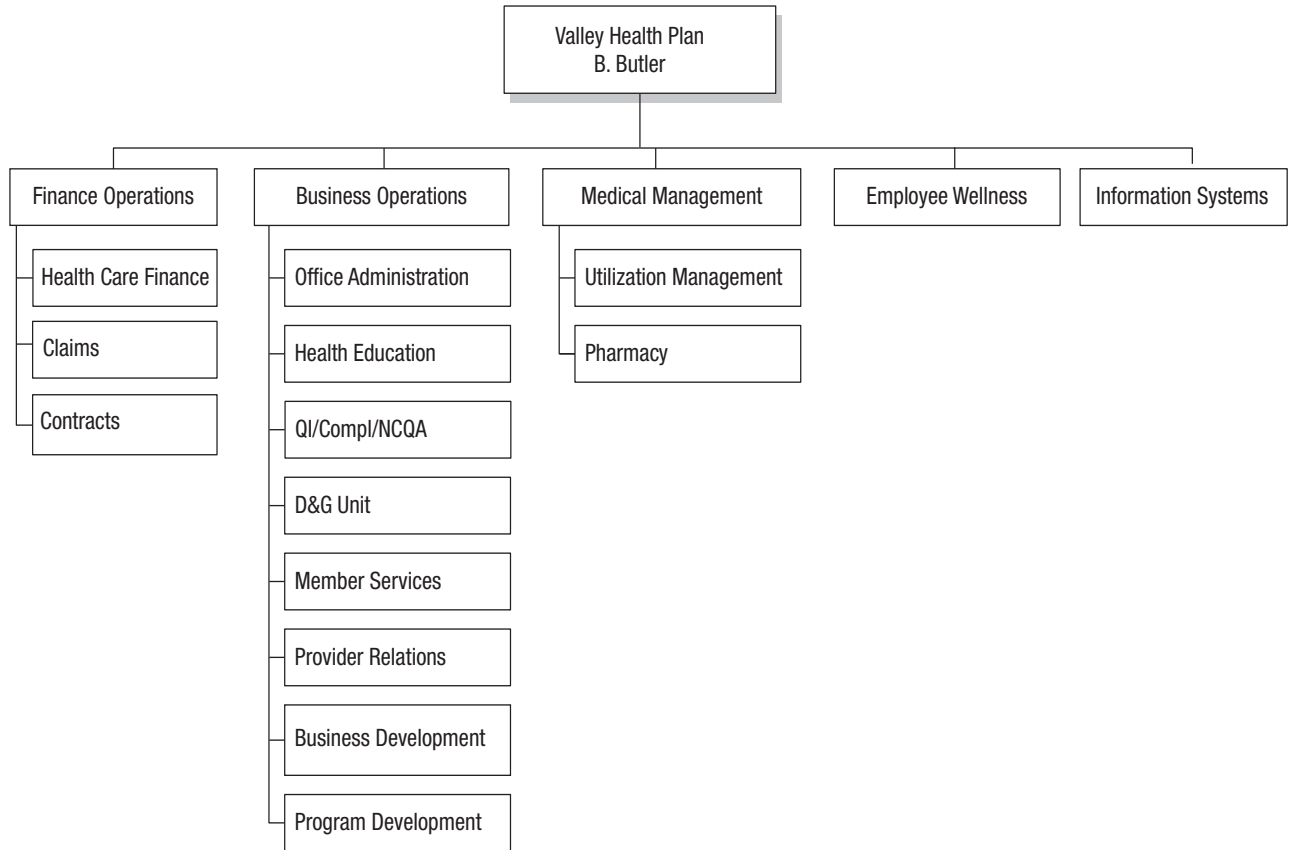 Valley Health Plan
B. Butler
Finance Operations
Business Operations
Medical Management
Employee Wellness
Information Systems
Health Care Finance
Claims
Contracts
Office Administration
Health Education
QI/Compl/NCQA
D&G Unit
Member Services
Provider Relations
Business Development
Program Development
Utilization Management
Pharmacy